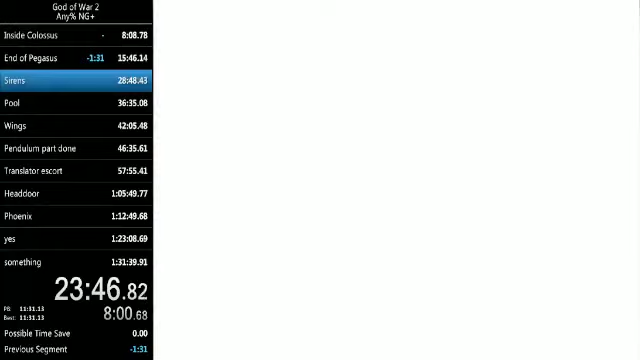 God of War 2
Any% NG+
Inside Colossus - 8:08.78
End of Pegasus -1:31 15:46.14
Sirens 28:48.43
Pool 36:35.08
Wings 42:05.48
Pendulum part done 46:35.61
Translator escort 57:55.41
Headdoor 1:05:49.77
Phoenix 1:12:49.68
yes 1:23:08.69
something 1:31:39.91
23:46.82
PB: 11:31.13
Best: 11:31.13
8:00.68
Possible Time Save 0.00
Previous Segment -1:31